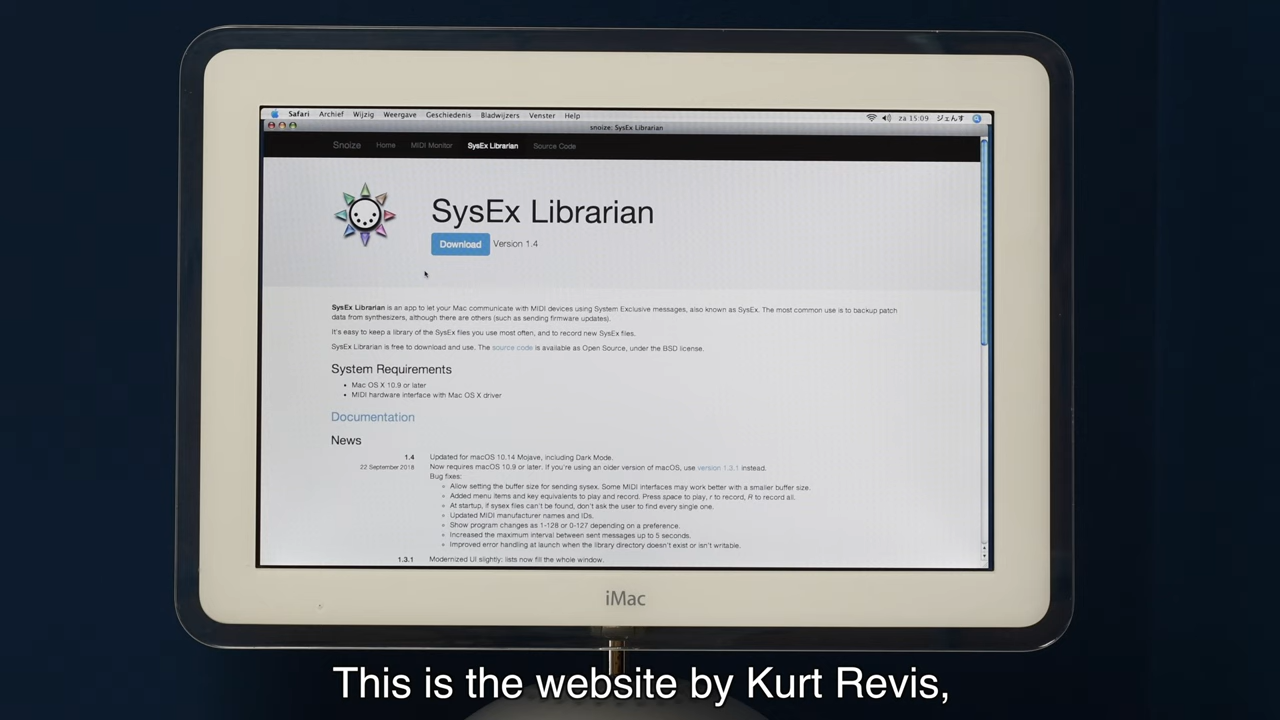 Safari Archief Wijzig Weergave Geschiedenis Bladwijzers Venster Help za 15:09 ジェんす
snoize: SysEx Librarian
Snoize Home MIDI Monitor SysEx Librarian Source Code
SysEx Librarian
Download Version 1.4
SysEx Librarian is an app to let your Mac communicate with MIDI devices using System Exclusive messages, also known as SysEx. The most common use is to backup patch
data from synthesizers, although there are others (such as sending firmware updates).
It's easy to keep a library of the SysEx files you use most often, and to record new SysEx files.
SysEx Librarian is free to download and use. The source code is available as Open Source, under the BSD license.
System Requirements
• Mac OS X 10.9 or later
• MIDI hardware interface with Mac OS X driver
Documentation
News
1.4 Updated for macOS 10.14 Mojave, including Dark Mode.
22 September 2018 Now requires macOS 10.9 or later. If you're using an older version of macOS, use version 1.3.1 instead.
Bug fixes:
Allow setting the buffer size for sending sysex. Some MIDI interfaces may work better with a smaller buffer size.
Added menu items and key equivalents to play and record. Press space to play, r to record, R to record all.
At startup, if sysex files can't be found, don't ask the user to find every single one.
Updated MIDI manufacturer names and IDs.
Show program changes as 1-128 or 0-127 depending on a preference.
Increased the maximum interval between sent messages up to 5 seconds.
Improved error handling at launch when the library directory doesn't exist or isn't writable.
1.3.1 Modernized UI slightly: lists now fill the whole window.
iMac
This is the website by Kurt Revis,